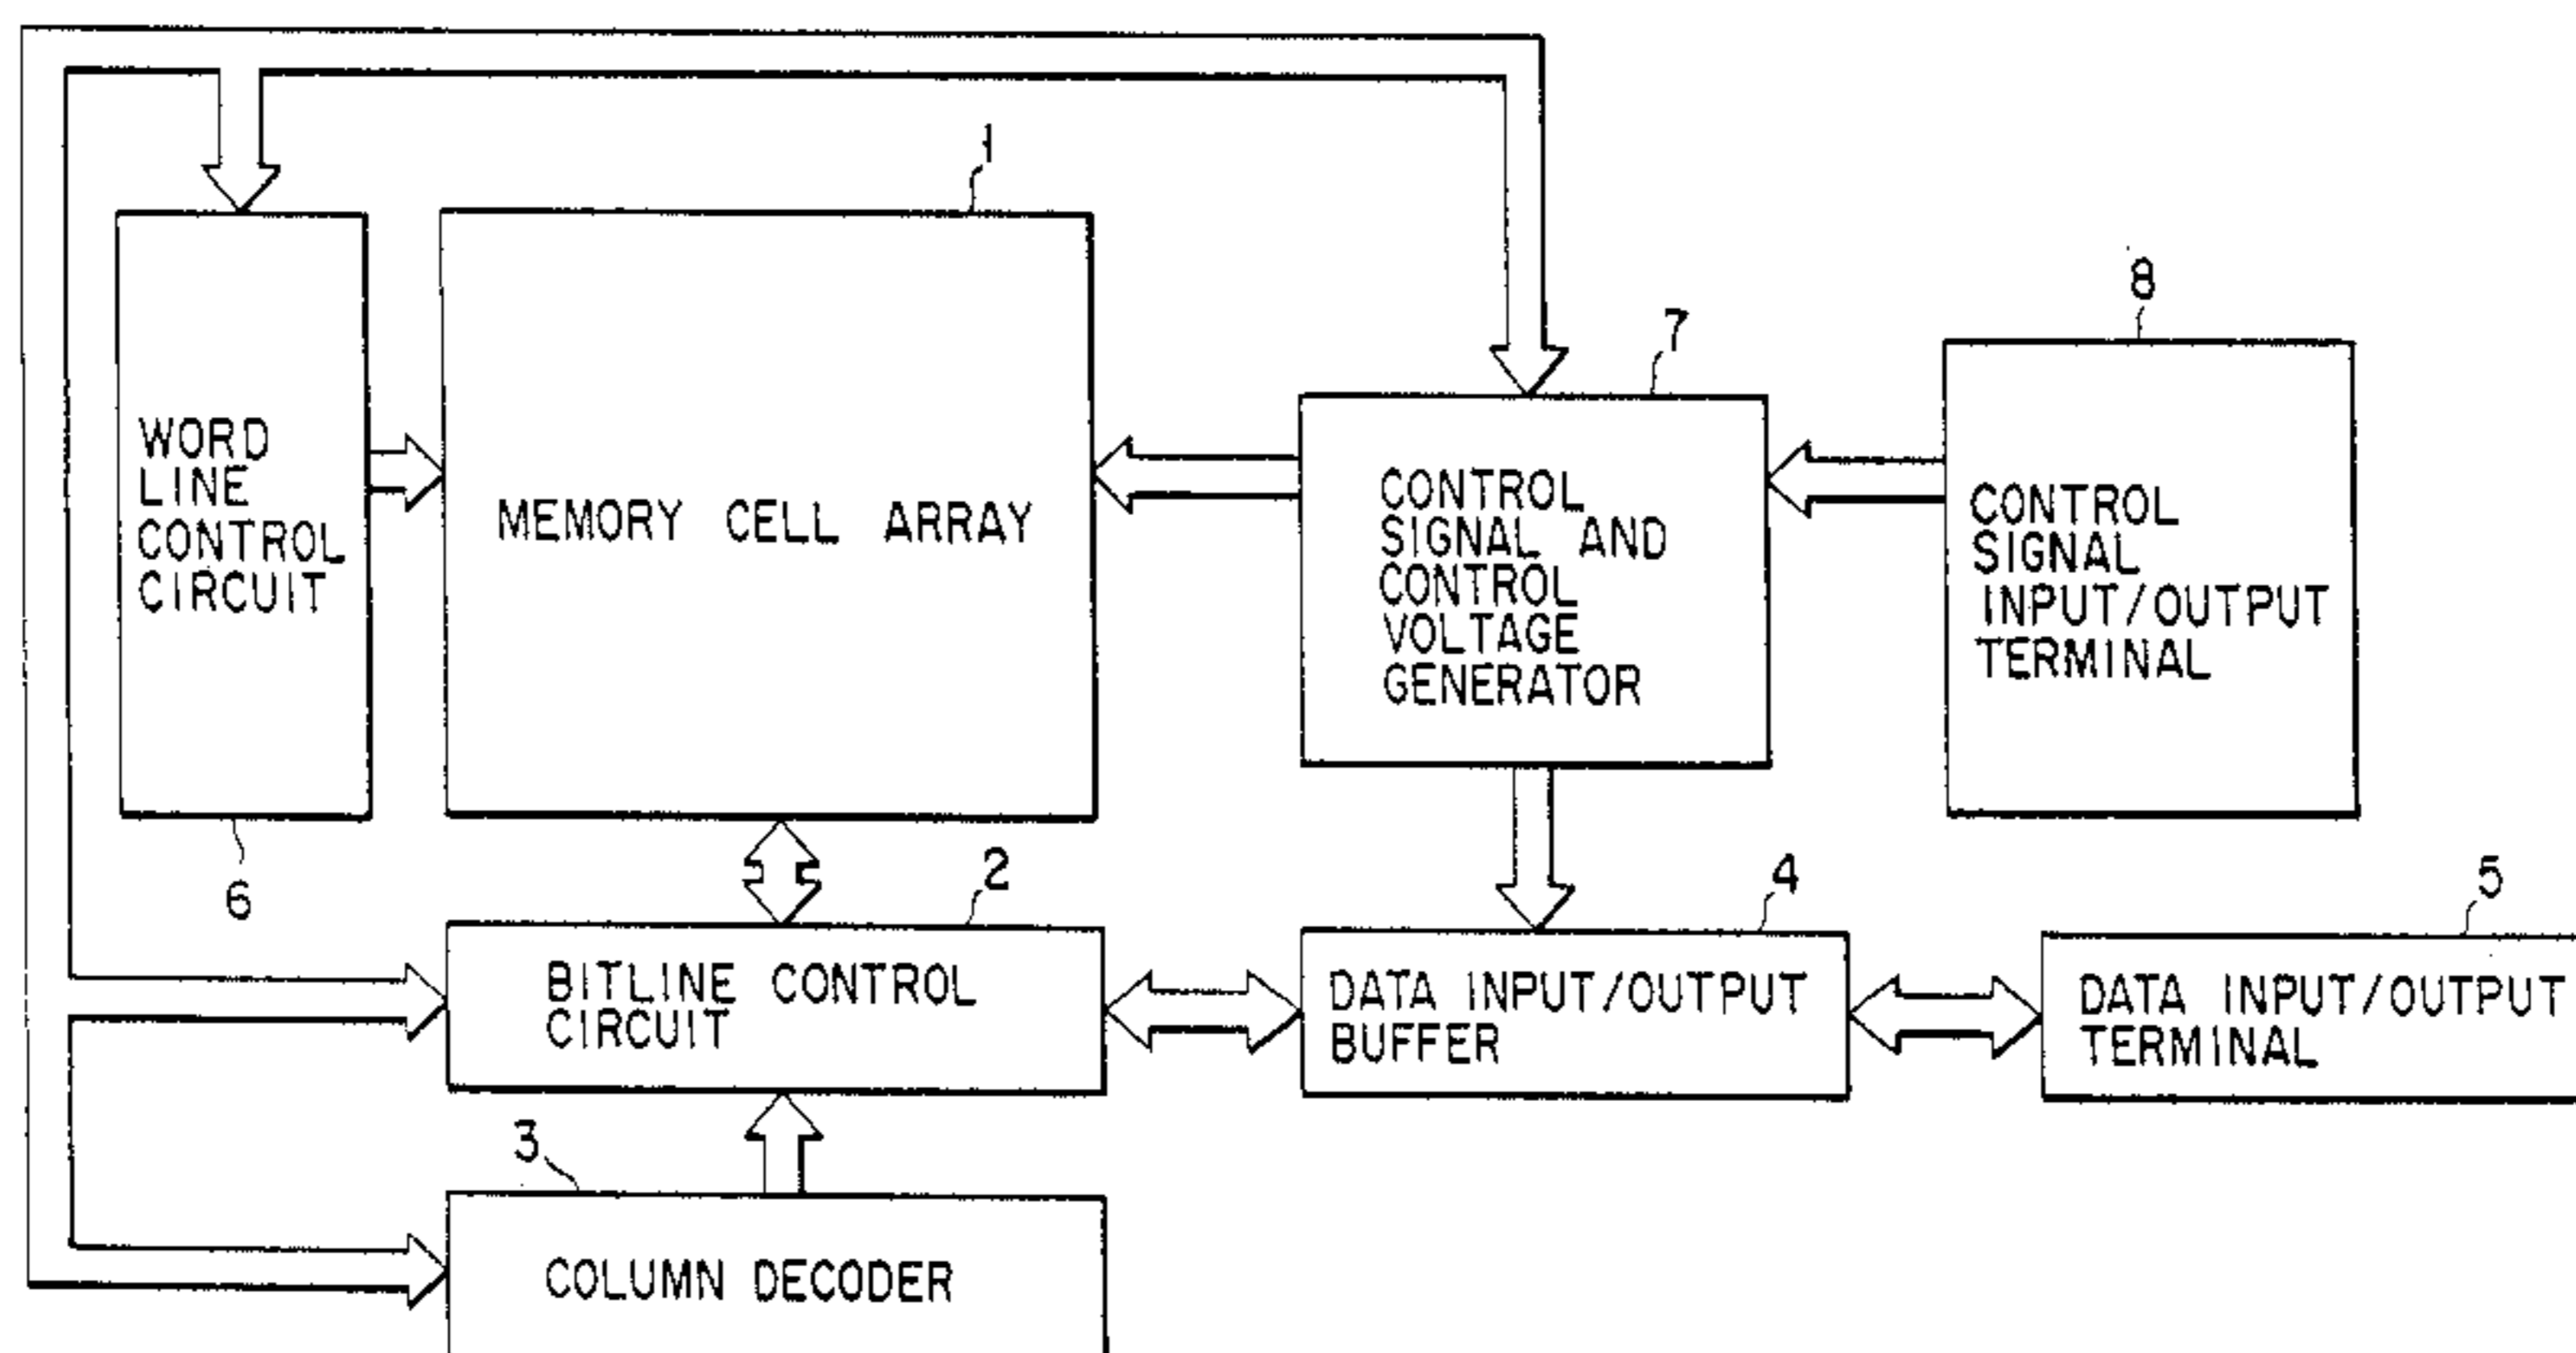 1
8
7
WORD
LINE
CONTROL
CIRCUIT
MEMORY CELL ARRAY
CONTROL
SIGNAL AND
CONTROL
VOLTAGE
GENERATOR
CONTROL
SIGNAL
INPUT/OUTPUT
TERMINAL
6
2
4
5
BITLINE CONTROL
CIRCUIT
DATA INPUT/OUTPUT
BUFFER
DATA INPUT/OUTPUT
TERMINAL
3
COLUMN DECODER